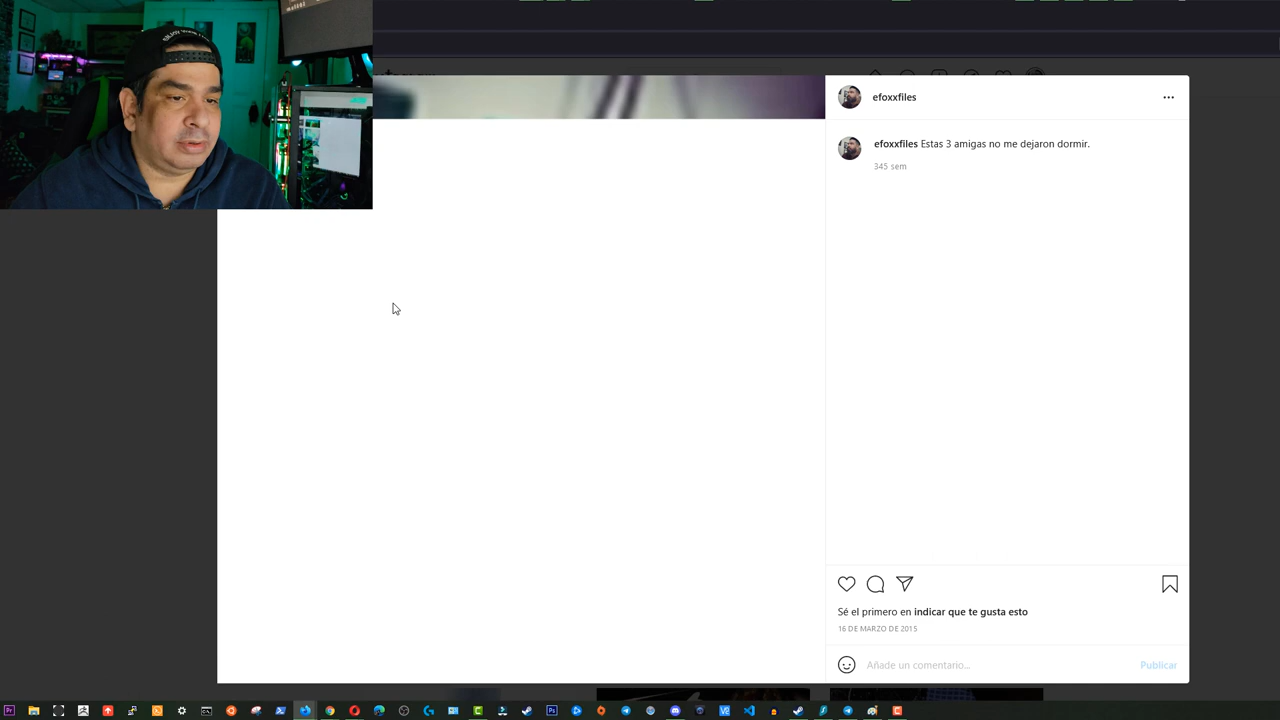 efoxxfiles
efoxxfiles Estas 3 amigas no me dejaron dormir.
345 sem
Sé el primero en indicar que te gusta esto
16 DE MARZO DE 2015
Añade un comentario...
Publicar